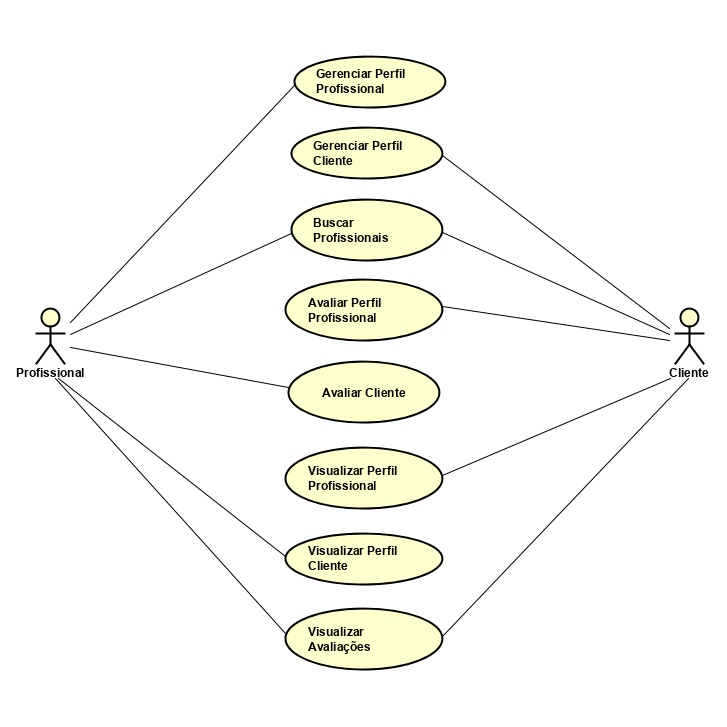 Gerenciar Perfil
Profissional
Gerenciar Perfil
Cliente
Buscar
Profissionais
Avaliar Perfil
Profissional
Profissional
Cliente
Avaliar Cliente
Visualizar Perfil
Profissional
Visualizar Perfil
Cliente
Visualizar
Avaliações